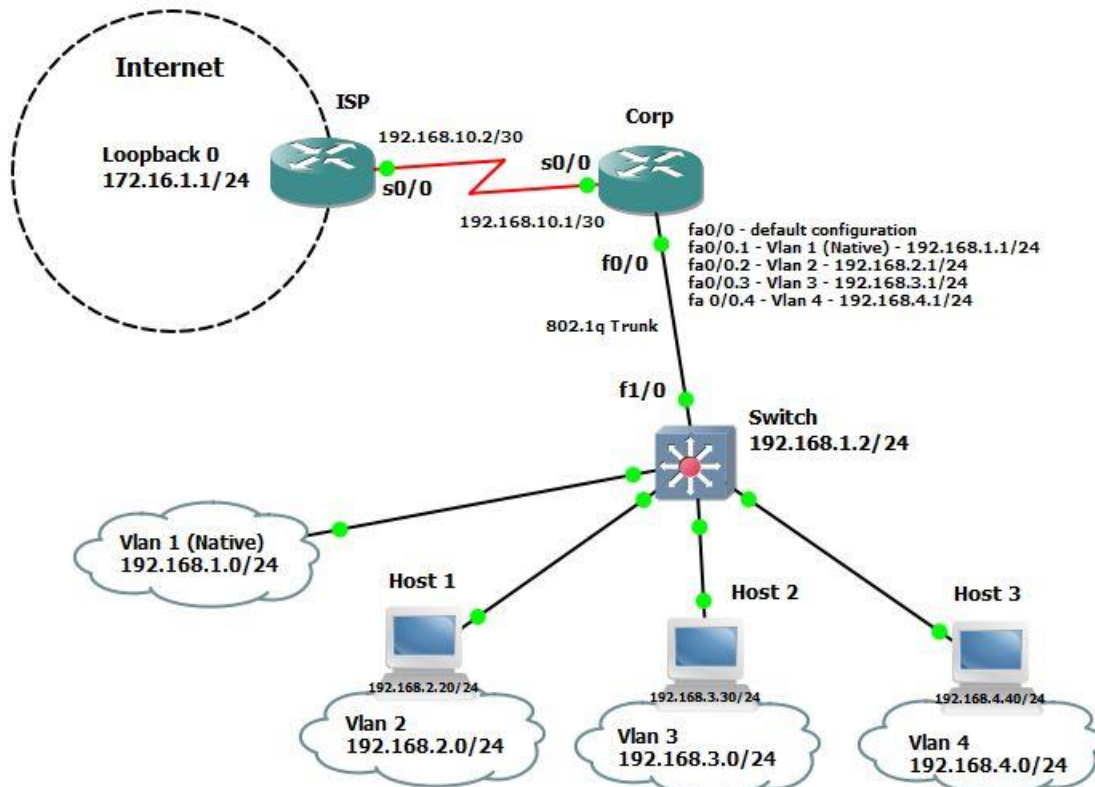 Internet
ISP
Loopback 0
172.16.1.1/24
192.168.10.2/30
s0/0
Corp
s0/0
192.168.10.1/30
fa0/0 - default configuration
fa0/0.1 - Vlan 1 (Native) - 192.168.1.1/24
fa0/0.2 - Vlan 2 - 192.168.2.1/24
fa0/0.3 - Vlan 3 - 192.168.3.1/24
fa 0/0.4 - Vlan 4 - 192.168.4.1/24
f0/0
802.1q Trunk
f1/0
Switch
192.168.1.2/24
Vlan 1 (Native)
192.168.1.0/24
Host 1
192.168.2.20/24
Vlan 2
192.168.2.0/24
Host 2
192.168.3.30/24
Vlan 3
192.168.3.0/24
Host 3
192.168.4.40/24
Vlan 4
192.168.4.0/24